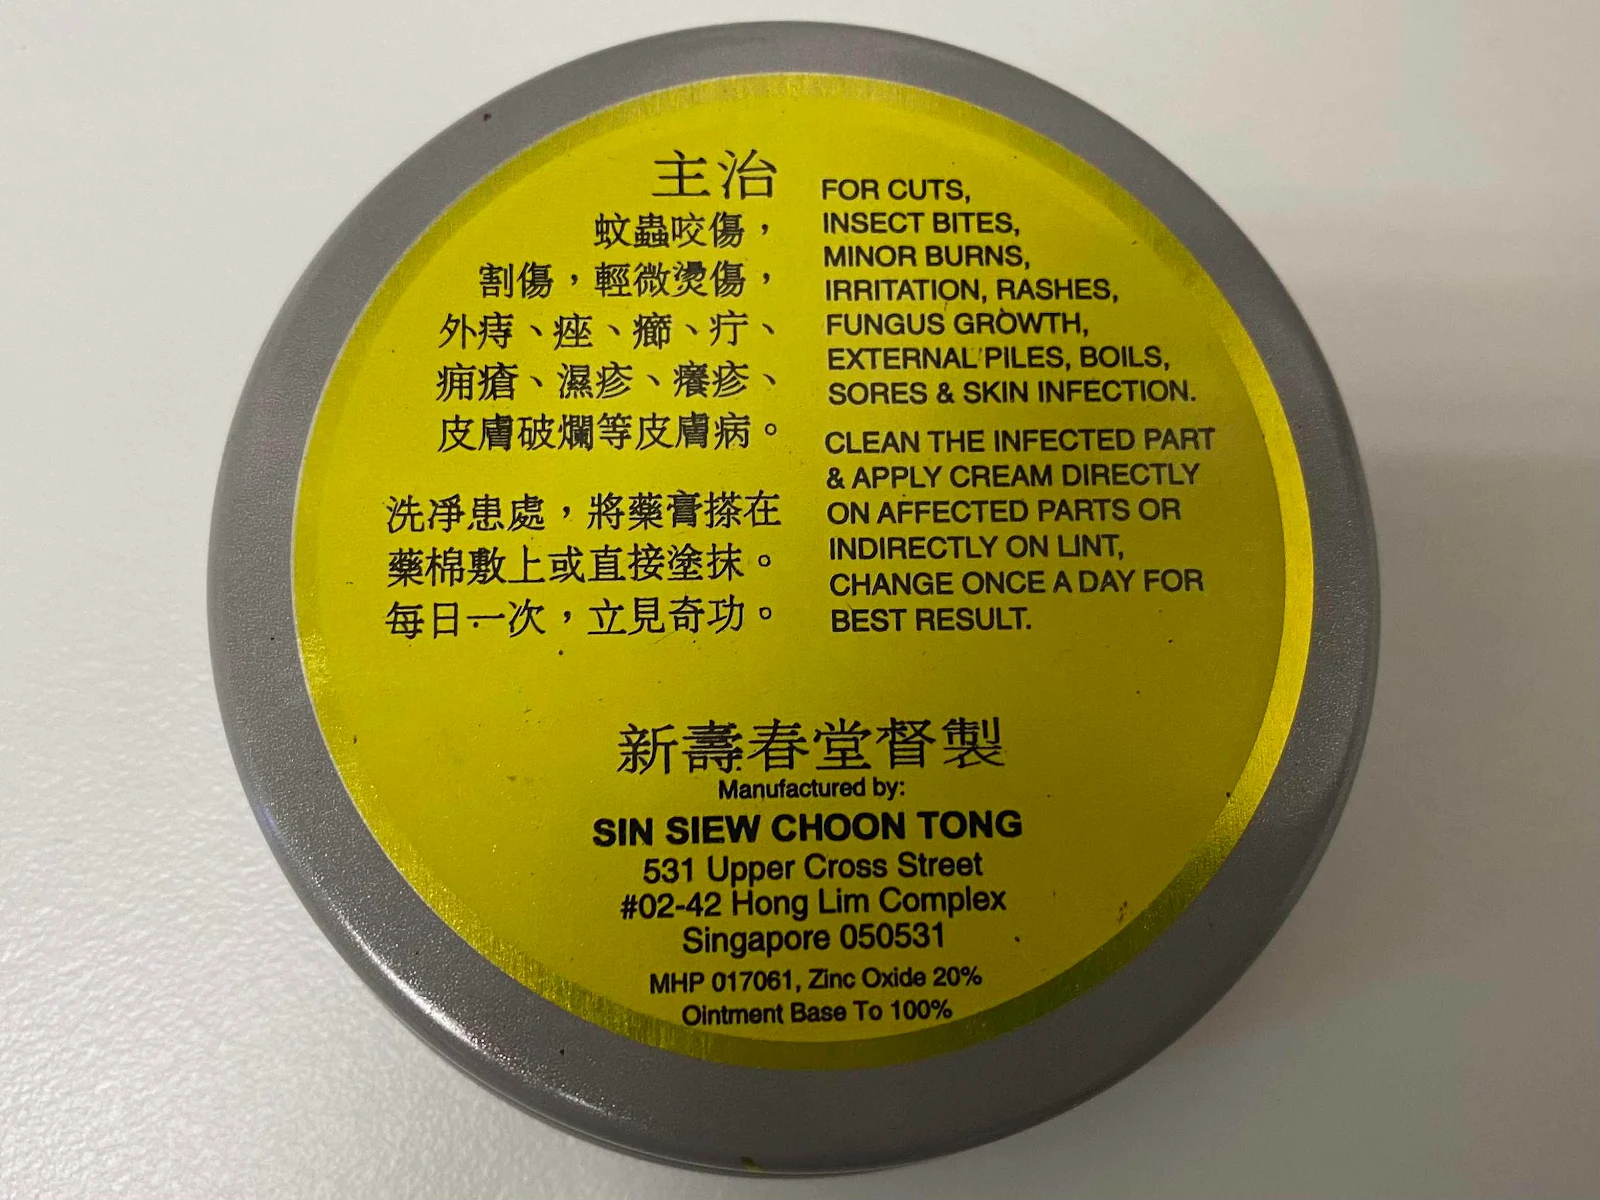 主治
蚊蟲咬傷，
割傷，輕微燙傷，
外痔、痤、癤、疔、
痈瘡、濕疹、癢疹、
皮膚破爛等皮膚病。
洗凈患處，將藥膏搽在
藥棉敷上或直接塗抹。
每日一次，立見奇功。
FOR CUTS,
INSECT BITES,
MINOR BURNS,
IRRITATION, RASHES,
FUNGUS GROWTH,
EXTERNAL PILES, BOILS,
SORES & SKIN INFECTION.
CLEAN THE INFECTED PART
& APPLY CREAM DIRECTLY
ON AFFECTED PARTS OR
INDIRECTLY ON LINT,
CHANGE ONCE A DAY FOR
BEST RESULT.
新壽春堂督製
Manufactured by:
SIN SIEW CHOON TONG
531 Upper Cross Street
#02-42 Hong Lim Complex
Singapore 050531
MHP 017061, Zinc Oxide 20%
Ointment Base To 100%